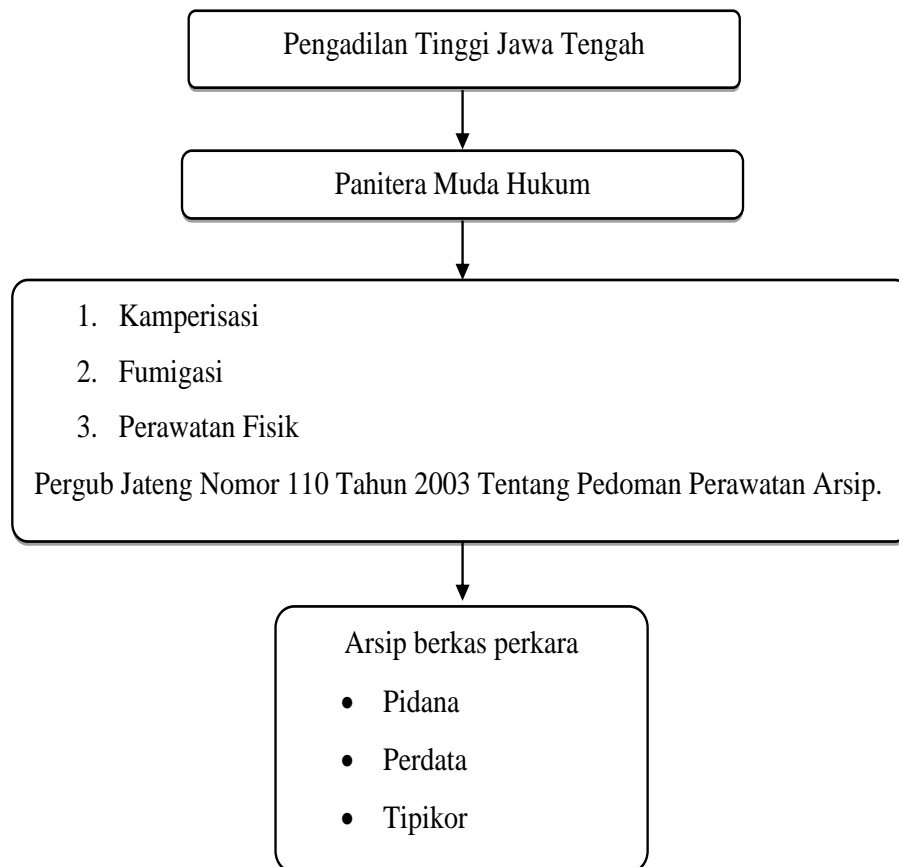 Pengadilan Tinggi Jawa Tengah
Panitera Muda Hukum
1. Kamperisasi
2. Fumigasi
3. Perawatan Fisik
Pergub Jateng Nomor 110 Tahun 2003 Tentang Pedoman Perawatan Arsip.
Arsip berkas perkara
• Pidana
• Perdata
• Tipikor